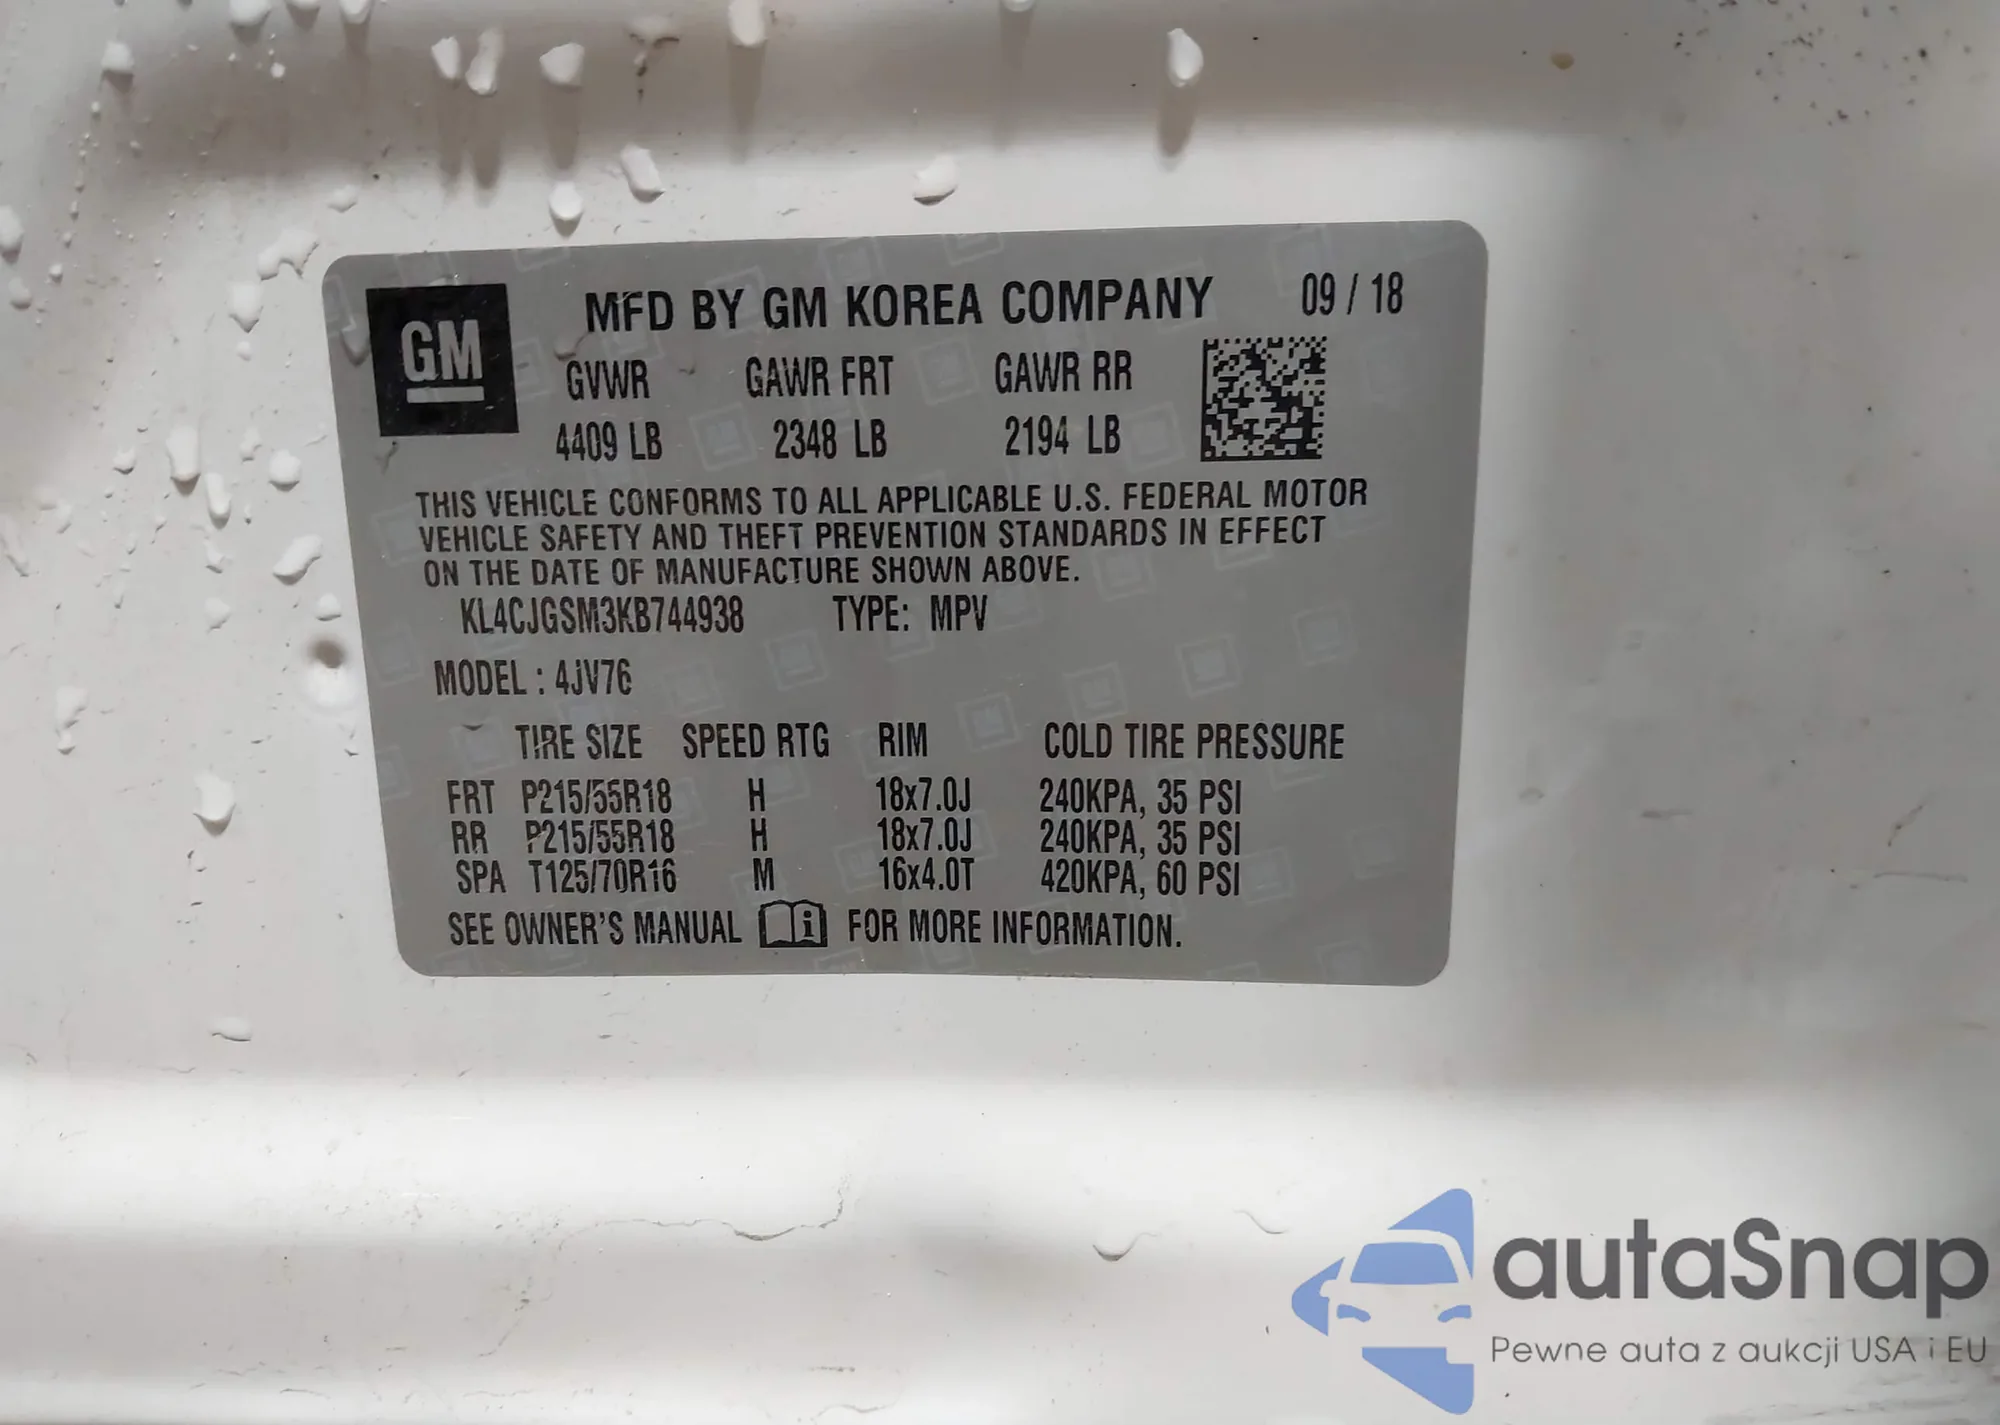 GM
MFD BY GM KOREA COMPANY 09 / 18
GVWR GAWR FRT GAWR RR
4409 LB 2348 LB 2194 LB
THIS VEHICLE CONFORMS TO ALL APPLICABLE U.S. FEDERAL MOTOR
VEHICLE SAFETY AND THEFT PREVENTION STANDARDS IN EFFECT
ON THE DATE OF MANUFACTURE SHOWN ABOVE.
KL4CJGSM3KB744938 TYPE: MPV
MODEL : 4JV76
TIRE SIZE SPEED RTG RIM COLD TIRE PRESSURE
FRT P215/55R18 H 18x7.0J 240KPA, 35 PSI
RR P215/55R18 H 18x7.0J 240KPA, 35 PSI
SPA T125/70R16 M 16x4.0T 420KPA, 60 PSI
SEE OWNER'S MANUAL i FOR MORE INFORMATION.
autaSnap
Pewne auta z aukcji USA i EU